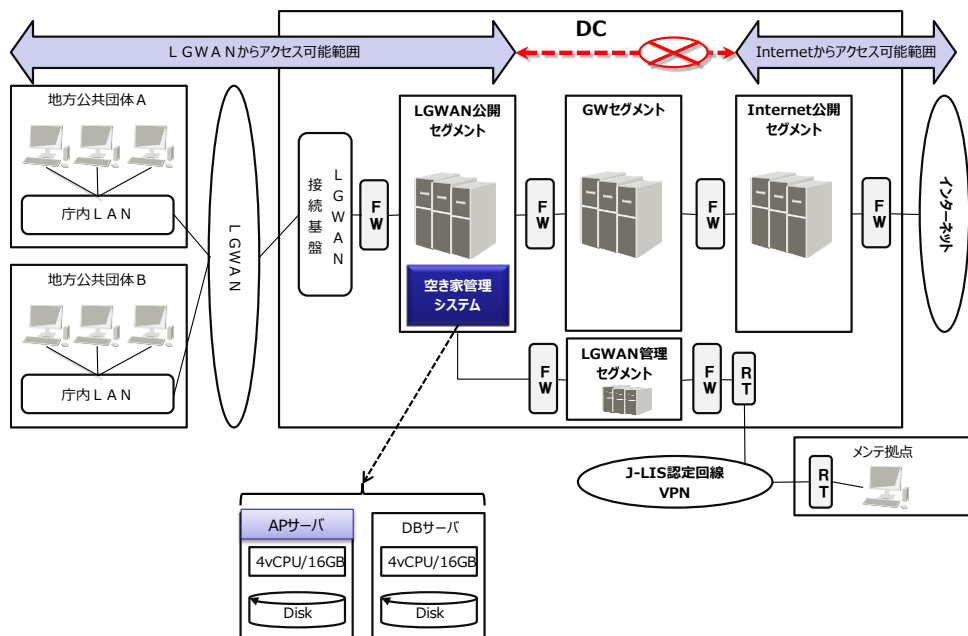 DC
ＬＧＷＡＮからアクセス可能範囲
Internetからアクセス可能範囲
地方公共団体Ａ
庁内ＬＡＮ
地方公共団体Ｂ
庁内ＬＡＮ
ＬＧＷＡＮ
ＬＧＷＡＮ
接続基盤
FW
LGWAN公開
セグメント
空き家管理
システム
FW
GWセグメント
FW
Internet公開
セグメント
FW
インターネット
FW
LGWAN管理
セグメント
FW
RT
J-LIS認定回線
VPN
メンテ拠点
RT
APサーバ
4vCPU/16GB
Disk
DBサーバ
4vCPU/16GB
Disk